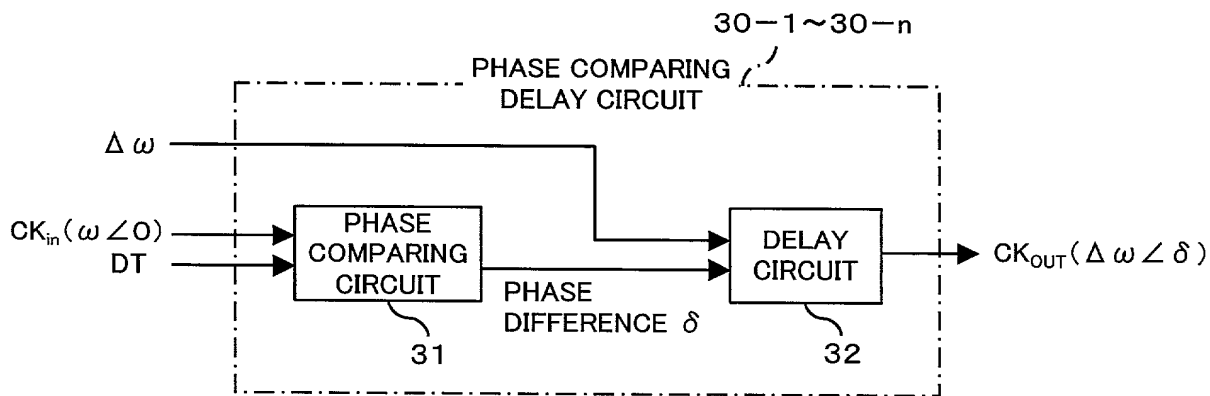 30-1~30-n
PHASE COMPARING
DELAY CIRCUIT
Δω
CKin(ω∠0)
DT
PHASE
COMPARING
CIRCUIT
31
PHASE
DIFFERENCE δ
DELAY
CIRCUIT
32
CKOUT(Δω∠δ)